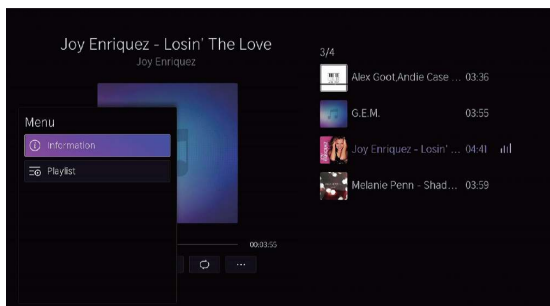 Joy Enriquez - Losin' The Love
Joy Enriquez
3/4
Alex Goot,Andie Case ... 03:36
G.E.M. 03:55
Joy Enriquez - Losin' ... 04:41
Melanie Penn - Shad... 03:59
Menu
Information
Playlist
00:03:55
...